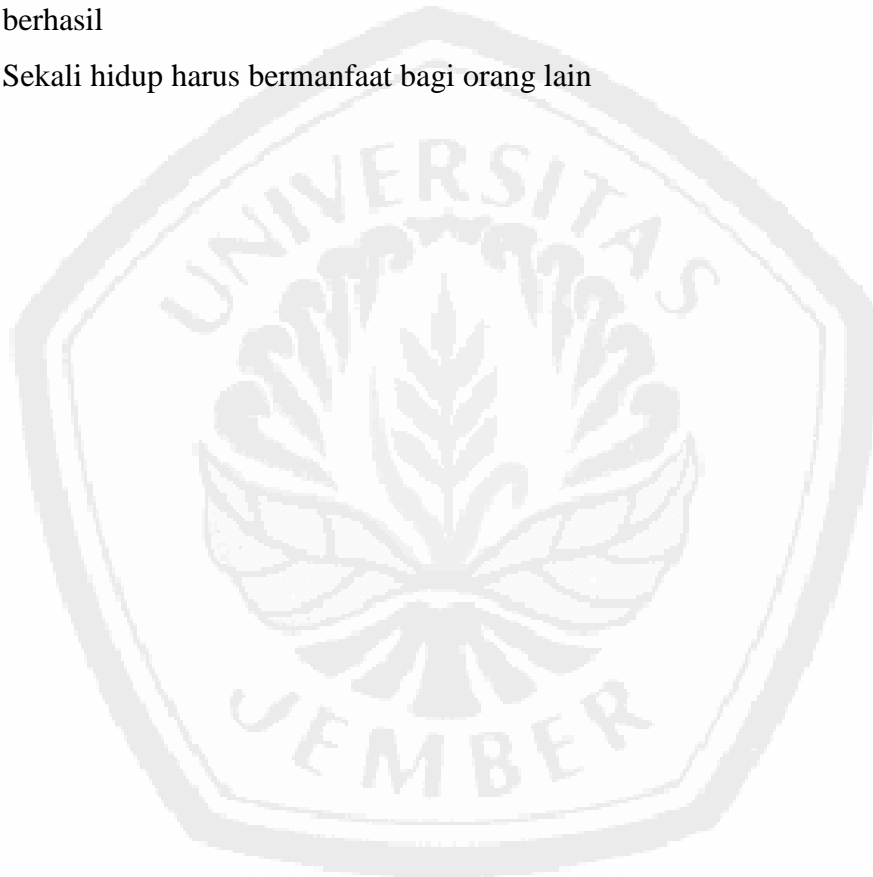 berhasil
Sekali hidup harus bermanfaat bagi orang lain
UNIVERSITAS
JEMBER